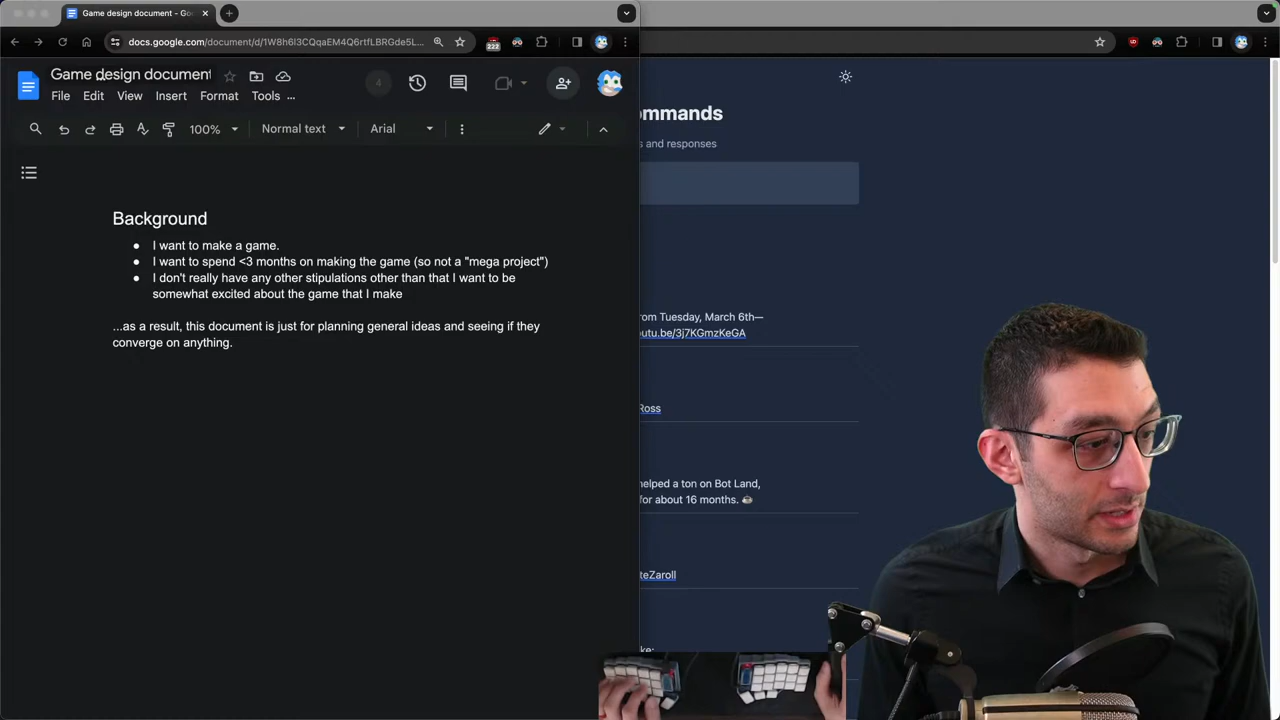 Game design document - Go
docs.google.com/document/d/1W8h6I3CQqaEM4Q6rtfLBRGde5L...
222
Game design document
4
File Edit View Insert Format Tools ...
100% Normal text Arial
Background
● I want to make a game.
● I want to spend <3 months on making the game (so not a "mega project")
● I don't really have any other stipulations other than that I want to be
somewhat excited about the game that I make
...as a result, this document is just for planning general ideas and seeing if they
converge on anything.
ommands
s and responses
om Tuesday, March 6th—
utu.be/3j7KGmzKeGA
Ross
helped a ton on Bot Land,
for about 16 months.
teZaroll
ke: